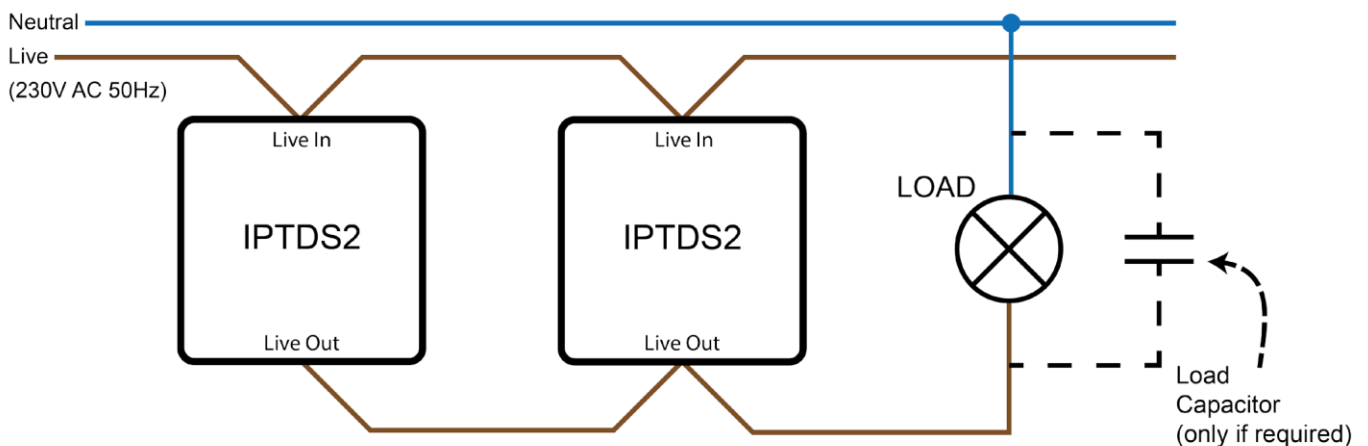 Neutral
Live
(230V AC 50Hz)
Live In
Live In
LOAD
IPTDS2
IPTDS2
Live Out
Live Out
Load
Capacitor
(only if required)